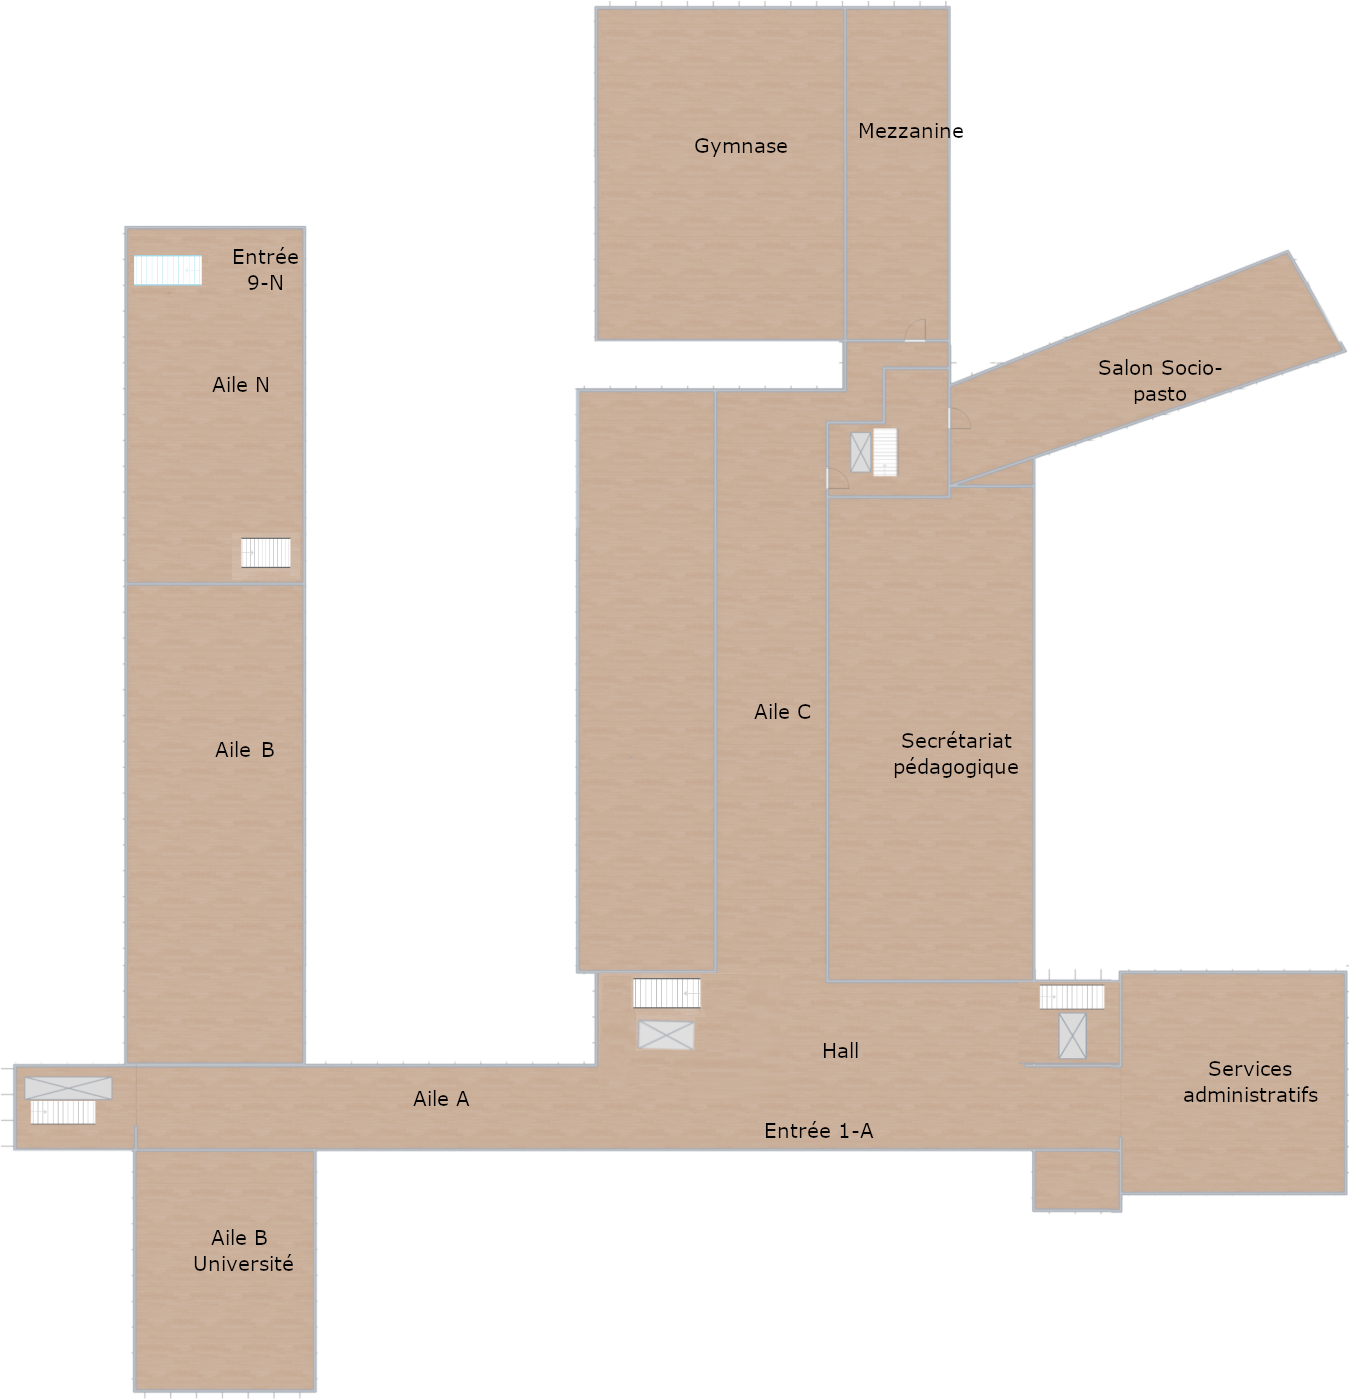 Gymnase
Mezzanine
Entrée
9-N
Aile N
Salon Socio-
pasto
Aile B
Aile C
Secrétariat
pédagogique
Hall
Services
administratifs
Aile A
Entrée 1-A
Aile B
Université